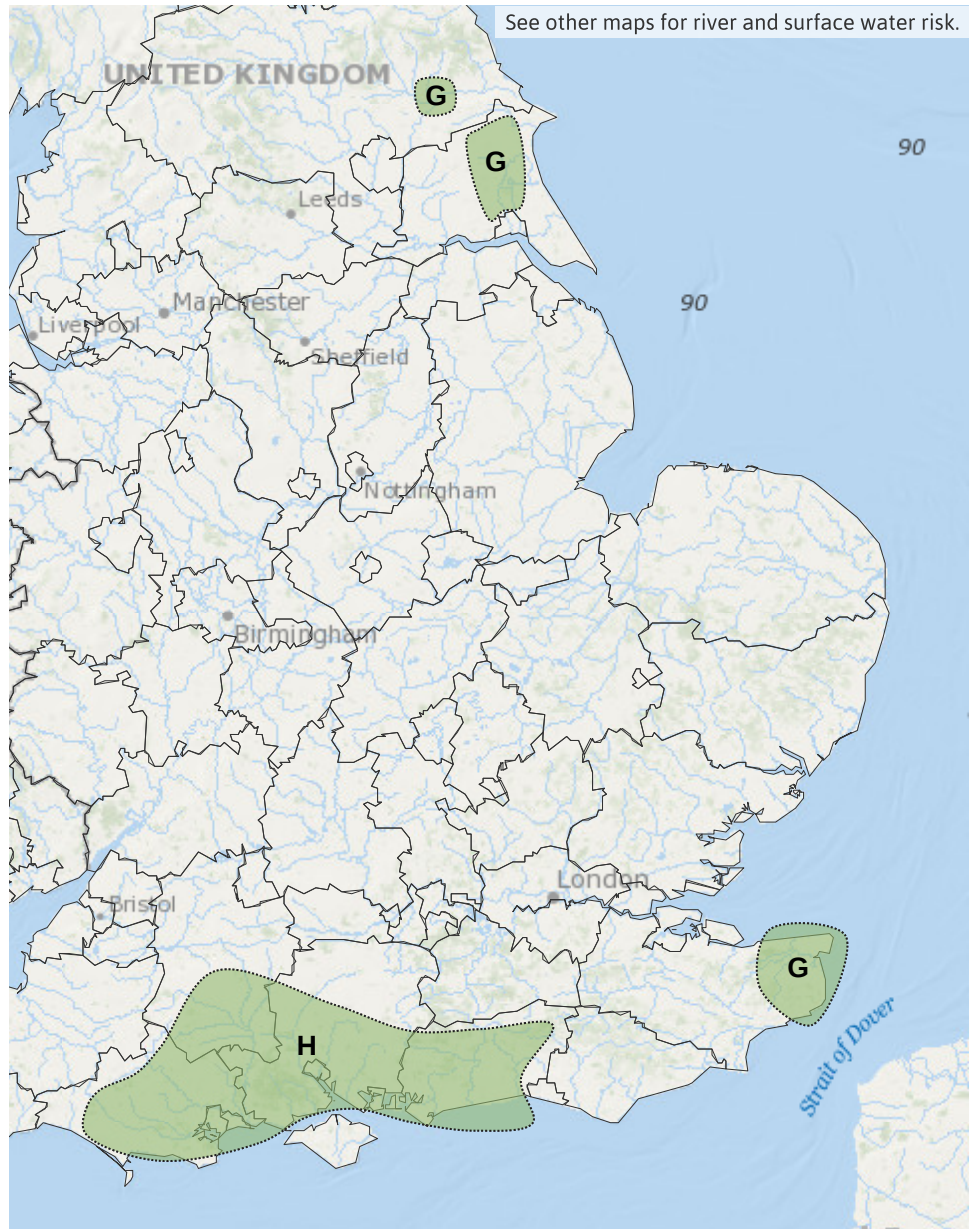 See other maps for river and surface water risk.
UNITED KINGDOM
G
90
G
Leeds
Manchester
90
Liverpool
Sheffield
Nottingham
Birmingham
London
Bristol
G
H
Strait of Dover